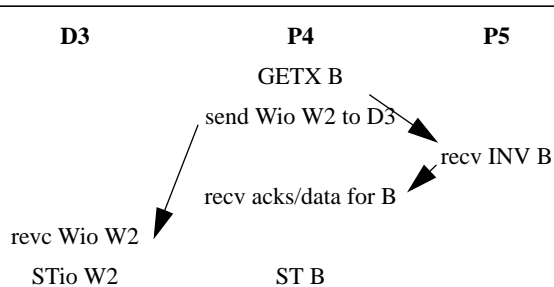 D3 P4 P5
GETX B
send Wio W2 to D3
recv INV B
recv acks/data for B
revc Wio W2
STio W2 ST B